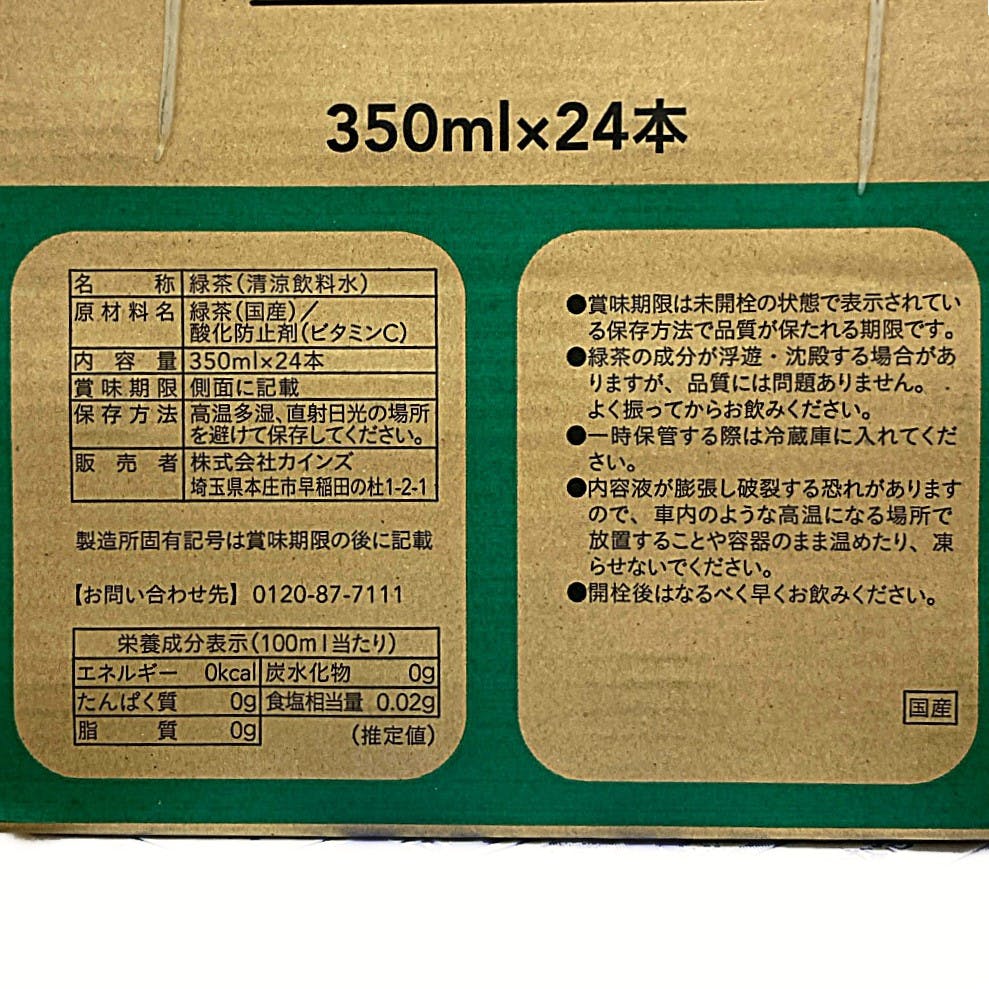 350ml×24本
名称 緑茶(清涼飲料水)
原材料名 緑茶(国産)/
酸化防止剤(ビタミンC)
内容量 350ml×24本
賞味期限 側面に記載
保存方法 高温多湿、直射日光の場所
を避けて保存してください。
販売者 株式会社カインズ
埼玉県本庄市早稲田の杜1-2-1
製造所固有記号は賞味期限の後に記載
【お問い合わせ先】 0120-87-7111
栄養成分表示(100ml当たり)
エネルギー 0kcal 炭水化物 0g
たんぱく質 0g 食塩相当量 0.02g
脂質 0g (推定値)
●賞味期限は未開栓の状態で表示されてい
る保存方法で品質が保たれる期限です。
●緑茶の成分が浮遊・沈殿する場合があ
りますが、品質には問題ありません。
よく振ってからお飲みください。
●一時保管する際は冷蔵庫に入れてくだ
さい。
●内容液が膨張し破裂する恐れがあります
ので、車内のような高温になる場所で
放置することや容器のまま温めたり、凍
らせないでください。
●開栓後はなるべく早くお飲みください。
国産